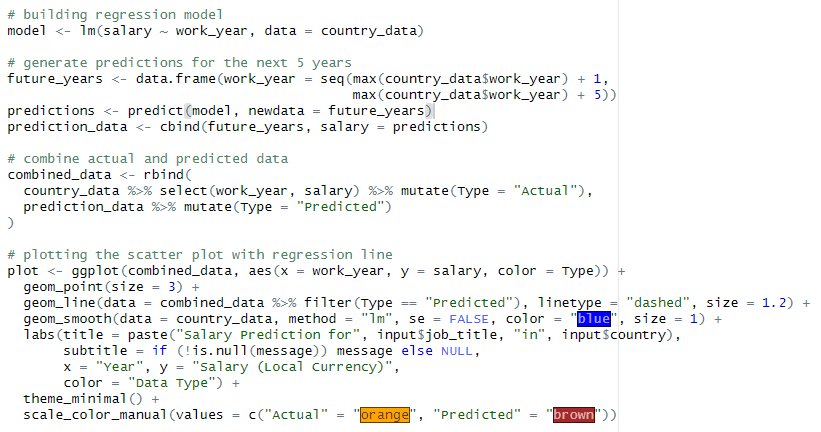 # building regression model
model <- lm(salary ~ work_year, data = country_data)
# generate predictions for the next 5 years
future_years <- data.frame(work_year = seq(max(country_data$work_year) + 1,
max(country_data$work_year) + 5))
predictions <- predict(model, newdata = future_years)
prediction_data <- cbind(future_years, salary = predictions)
# combine actual and predicted data
combined_data <- rbind(
country_data %>% select(work_year, salary) %>% mutate(Type = "Actual"),
prediction_data %>% mutate(Type = "Predicted")
)
# plotting the scatter plot with regression line
plot <- ggplot(combined_data, aes(x = work_year, y = salary, color = Type)) +
geom_point(size = 3) +
geom_line(data = combined_data %>% filter(Type == "Predicted"), linetype = "dashed", size = 1.2) +
geom_smooth(data = country_data, method = "lm", se = FALSE, color = "blue", size = 1) +
labs(title = paste("Salary Prediction for", input$job_title, "in", input$country),
subtitle = if (!is.null(message)) message else NULL,
x = "Year", y = "Salary (Local Currency)",
color = "Data Type") +
theme_minimal() +
scale_color_manual(values = c("Actual" = "orange", "Predicted" = "brown"))